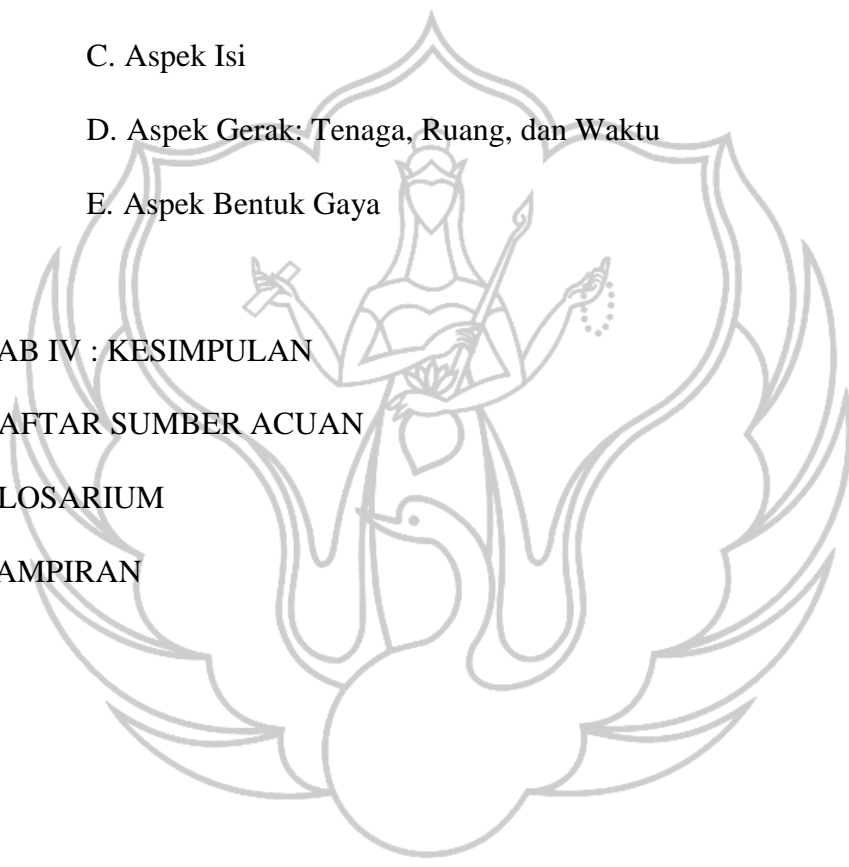 C. Aspek Isi
D. Aspek Gerak: Tenaga, Ruang, dan Waktu
E. Aspek Bentuk Gaya
AB IV : KESIMPULAN
AFTAR SUMBER ACUAN
LOSARIUM
AMPIRAN